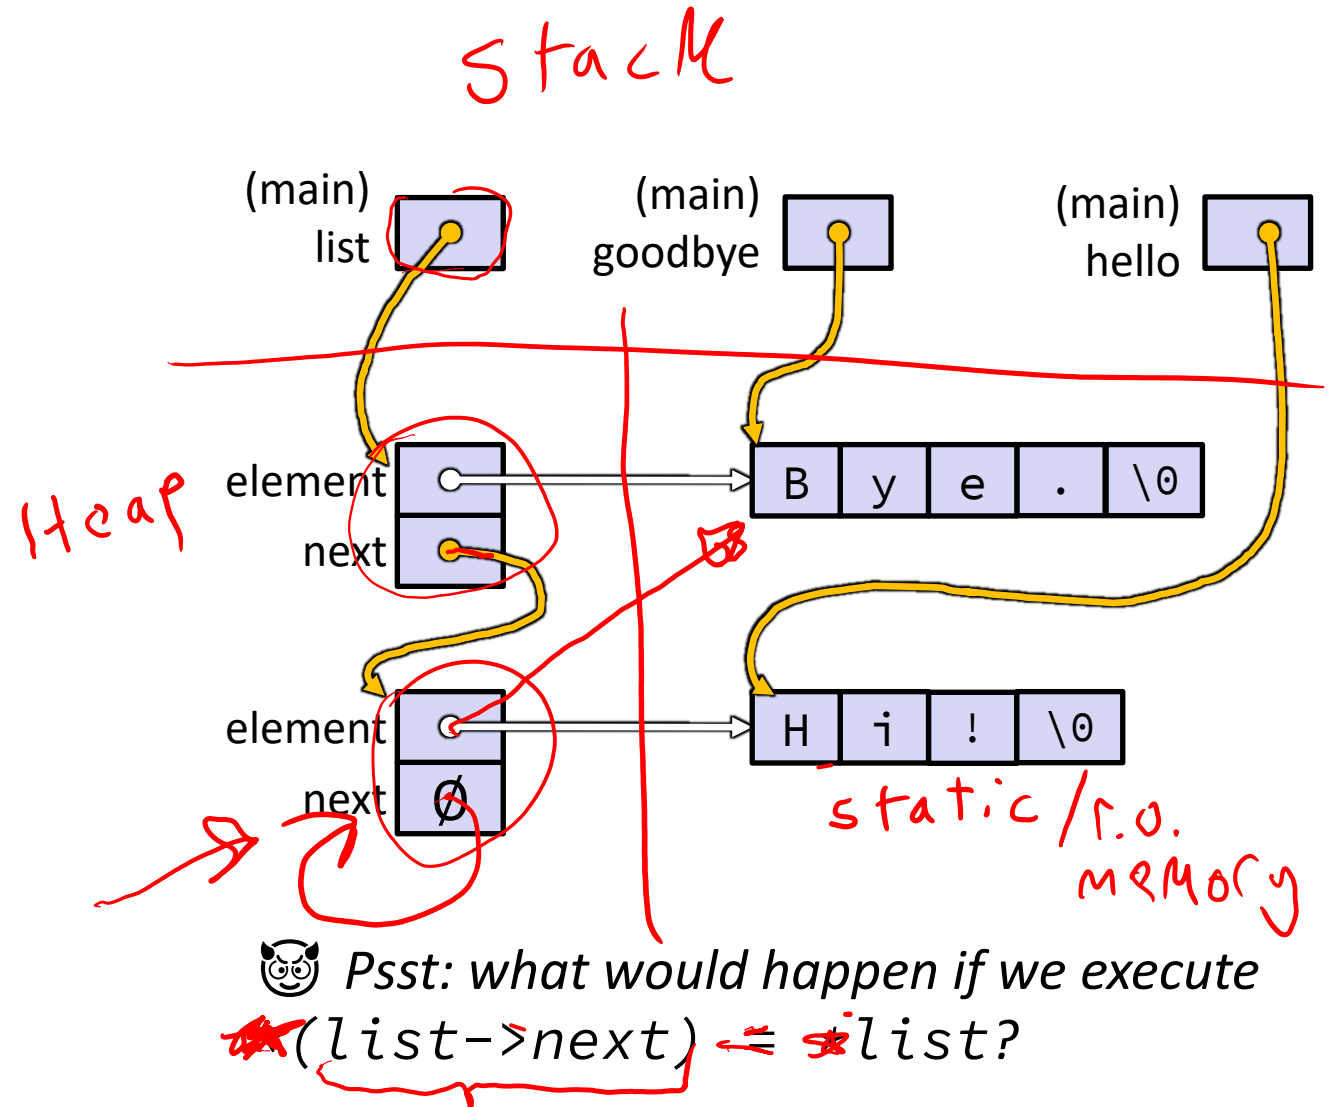 stack
(main)
list
(main)
goodbye
(main)
hello
Heap
element
B y e . \0
next
element
H i ! \0
next
Ø
static/r.o.
memory
Psst: what would happen if we execute
*(list->next) = *list?